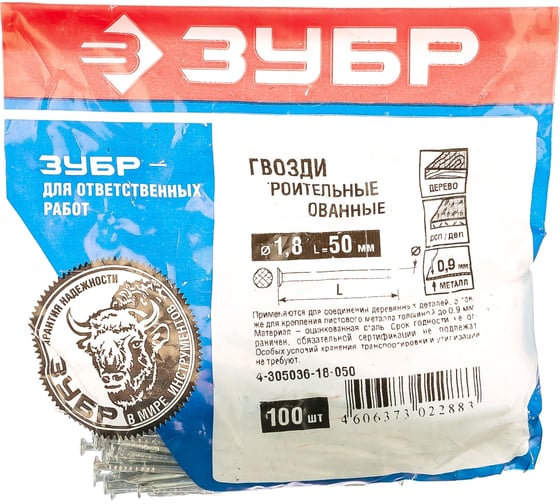 ЗУБР
ЗУБР –
ДЛЯ ОТВЕТСТВЕННЫХ
РАБОТ
ГАРАНТИЯ НАДЕЖНОСТИ
ЗУБР
В МИРЕ ИНСТРУМЕНТОВ
ГВОЗДИ
РОИТЕЛЬНЫЕ
ОВАННЫЕ
ø 1,8 L=50 мм
L
ø
ДЕРЕВО
ДСП / ДВП
0,9 мм
МЕТАЛЛ
Применяются для соединения деревянных деталей, а так
же для крепления листового металла толщиной до 0,9 мм
Материал – оцинкованная сталь. Срок годности не ог
раничен, обязательной сертификации не подлежат
Особых условий хранения, транспортировки и утилизации
не требуют.
4-305036-18-050
100 шт
4 606373 022883